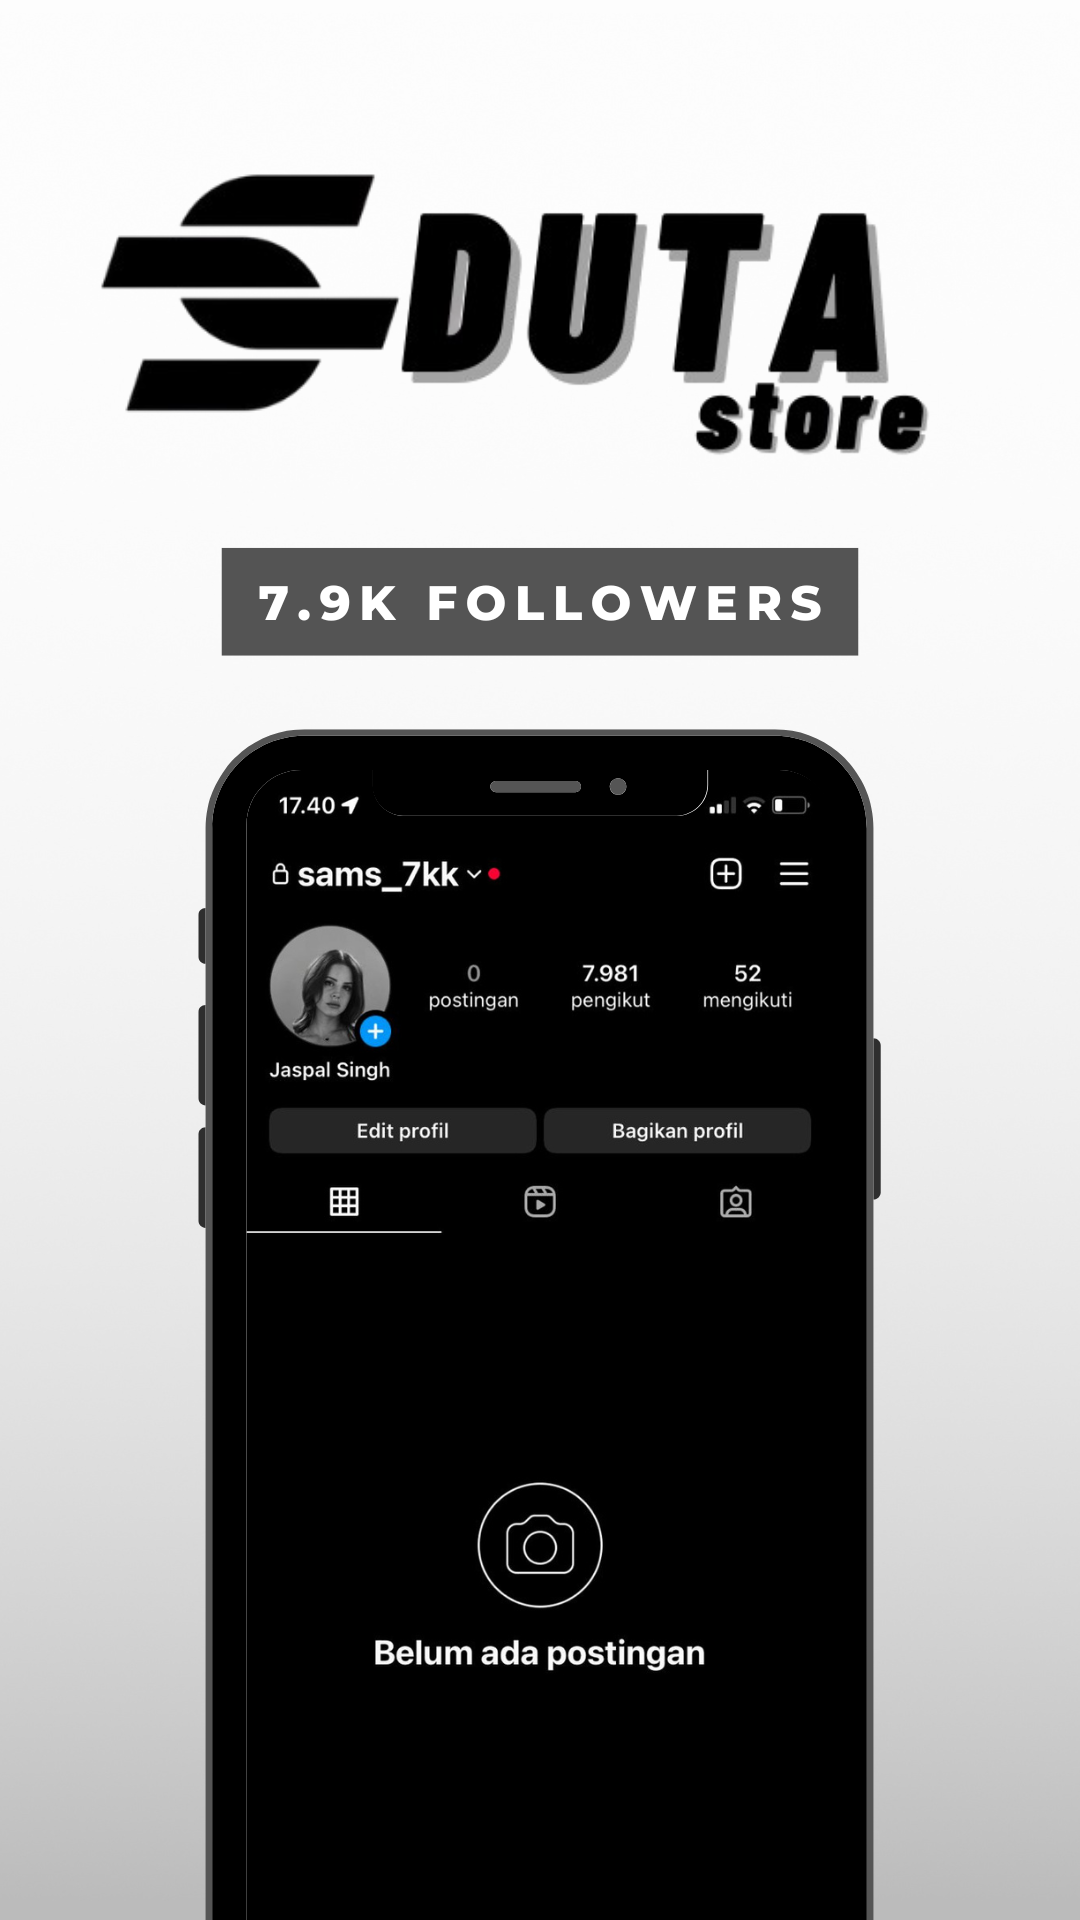 DUTA
store
7.9K FOLLOWERS
17.40
sams_7kk
0 7.981 52
postingan pengikut mengikuti
Jaspal Singh
Edit profil Bagikan profil
Belum ada postingan